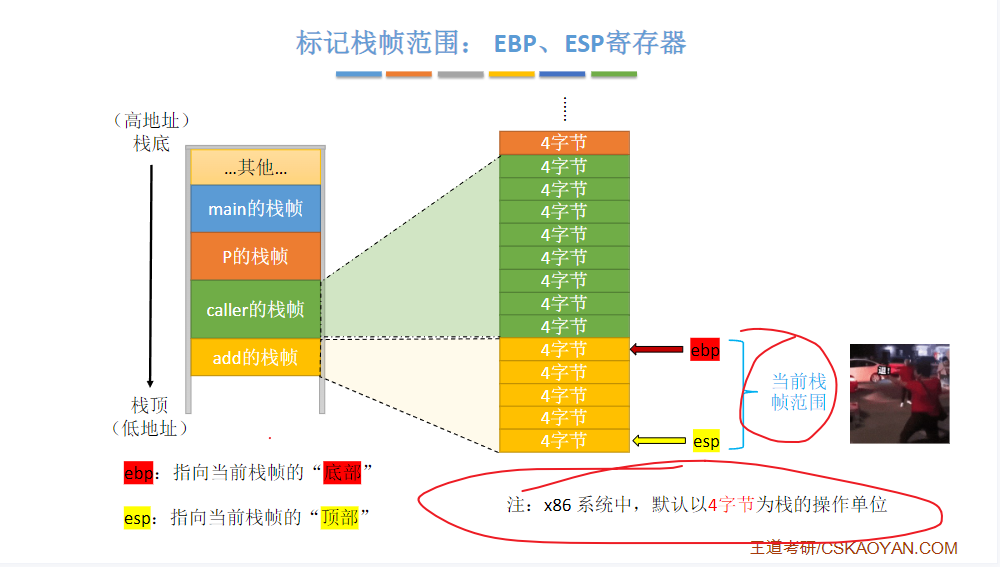 标记栈帧范围： EBP、ESP寄存器
（高地址）
栈底
...其他...
main的栈帧
P的栈帧
caller的栈帧
add的栈帧
栈顶
（低地址）
4字节
4字节
4字节
4字节
4字节
4字节
4字节
4字节
4字节
4字节
4字节
4字节
4字节
4字节
ebp
esp
当前栈
帧范围
退!
ebp：指向当前栈帧的“底部”
esp：指向当前栈帧的“顶部”
注：x86 系统中，默认以4字节为栈的操作单位
王道考研/CSKAOYAN.COM